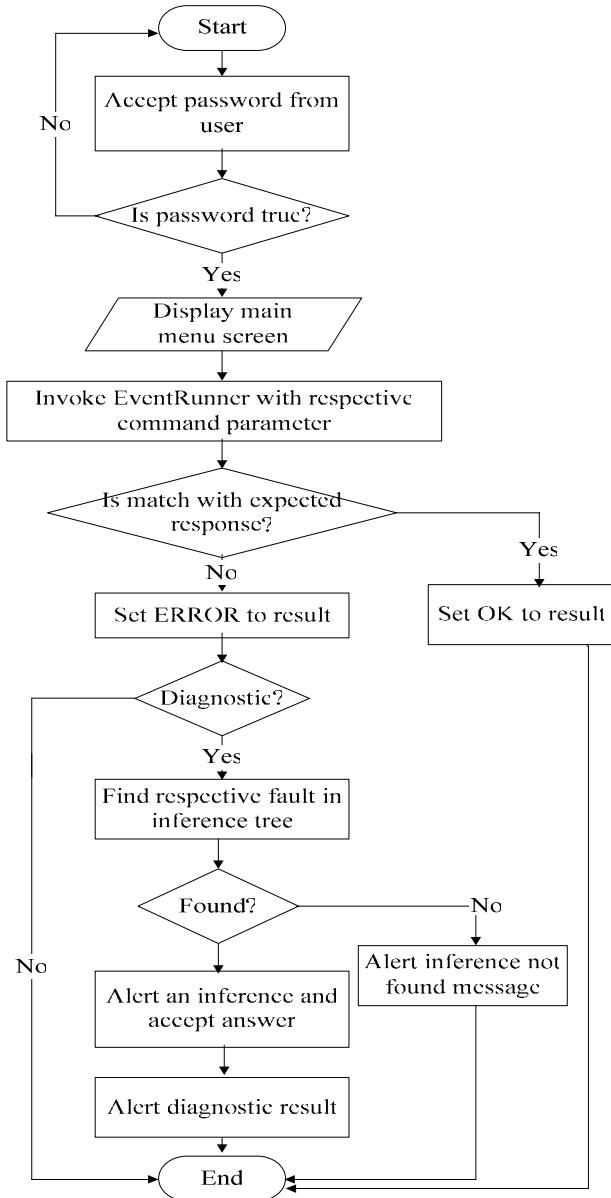 Start
Accept password from
user
No
Is password true?
Yes
Display main
menu screen
Invoke EventRunner with respective
command parameter
Is match with expected
response?
Yes
No
Set ERROR to result
Set OK to result
Diagnostic?
Yes
Find respective fault in
inference tree
Found?
No
No
Alert inference not
found message
Alert an inference and
accept answer
Alert diagnostic result
End